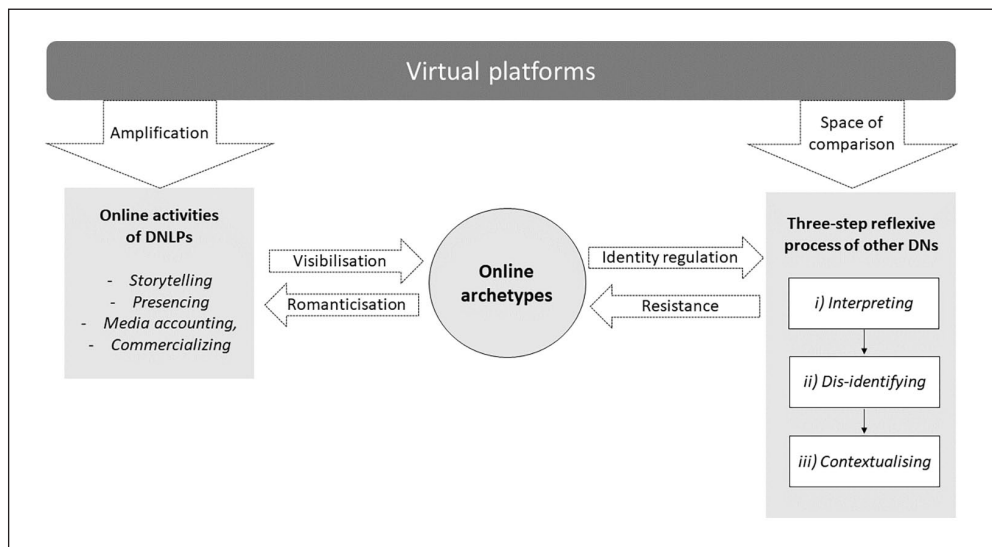 Virtual platforms
Amplification
Space of
comparison
Online activities
of DNLPs
- Storytelling
- Presencing
- Media accounting,
- Commercializing
Visibilisation
Romanticisation
Online
archetypes
Identity regulation
Resistance
Three-step reflexive
process of other DNs
i) Interpreting
ii) Dis-identifying
iii) Contextualising